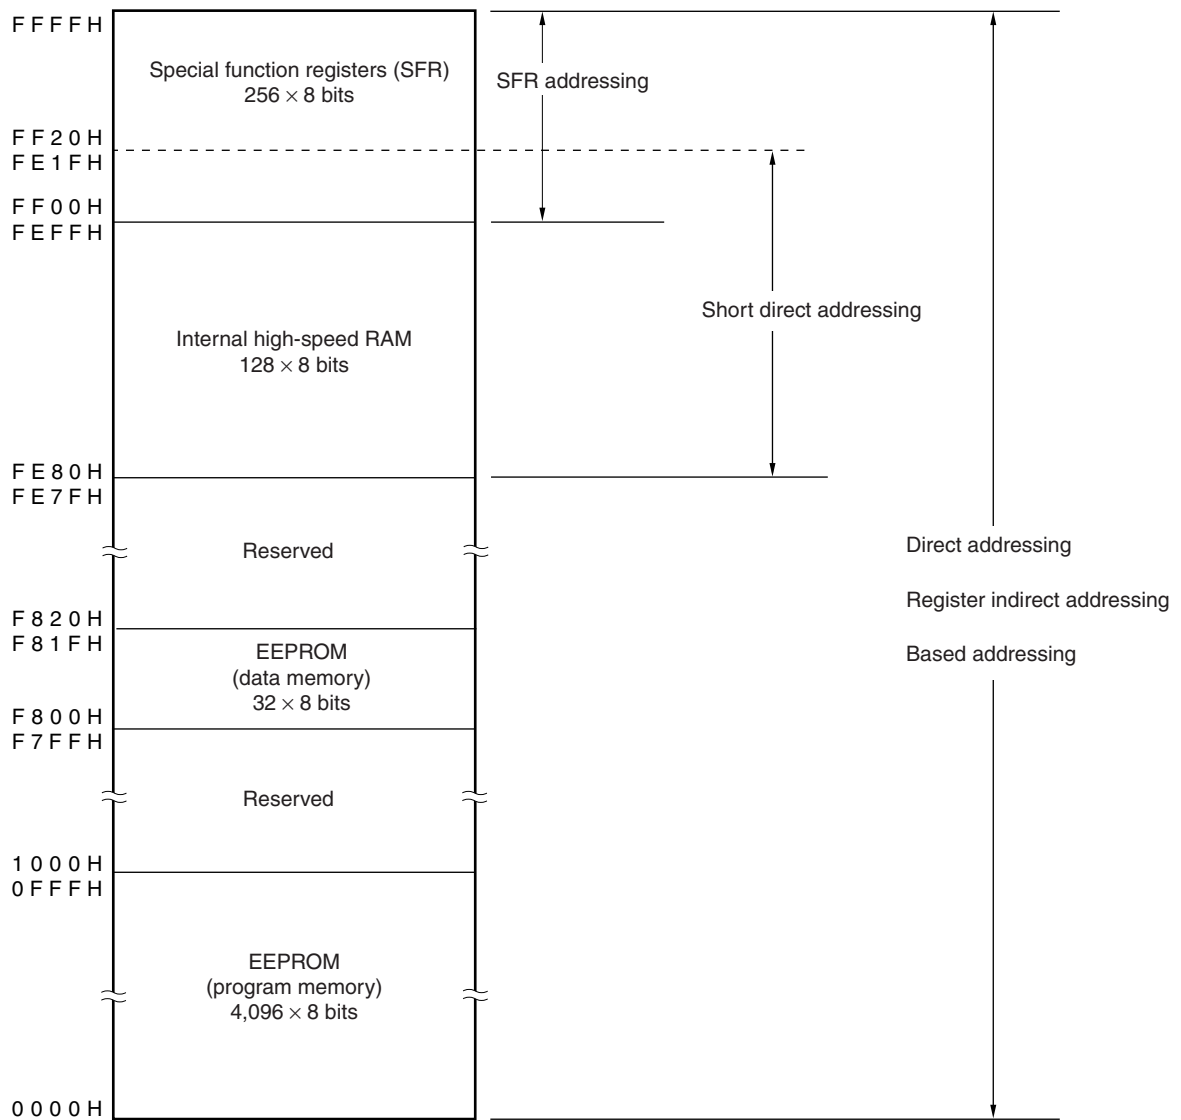 FFFFH
Special function registers (SFR)
256 × 8 bits
SFR addressing
FF20H
FE1FH
FF00H
FEFFH
Short direct addressing
Internal high-speed RAM
128 × 8 bits
FE80H
FE7FH
Reserved
Direct addressing
Register indirect addressing
Based addressing
F820H
F81FH
EEPROM
(data memory)
32 × 8 bits
F800H
F7FFH
Reserved
1000H
0FFFH
EEPROM
(program memory)
4,096 × 8 bits
0000H